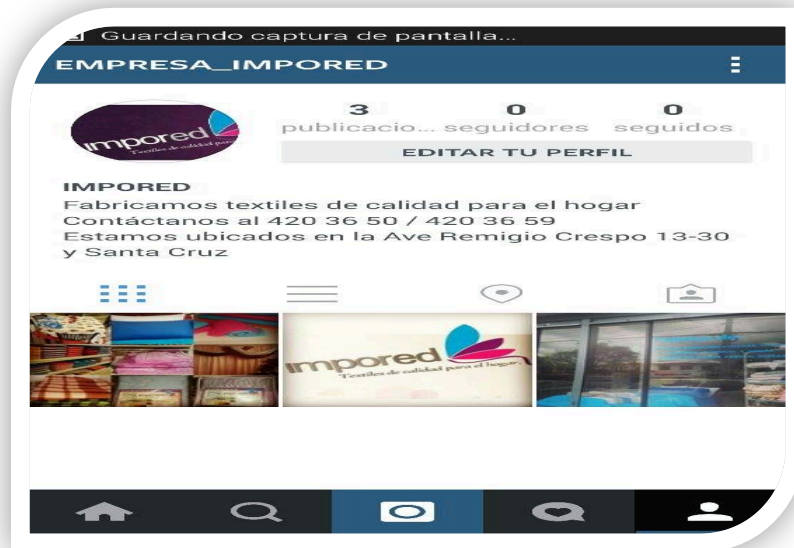 Guardando captura de pantalla...
EMPRESA_IMPORED
3 0 0
publicacio... seguidores seguidos
EDITAR TU PERFIL
impored
Textiles de calidad para
IMPORED
Fabricamos textiles de calidad para el hogar
Contáctanos al 420 36 50 / 420 36 59
Estamos ubicados en la Ave Remigio Crespo 13-30
y Santa Cruz
impored
Textiles de calidad para el hogar.